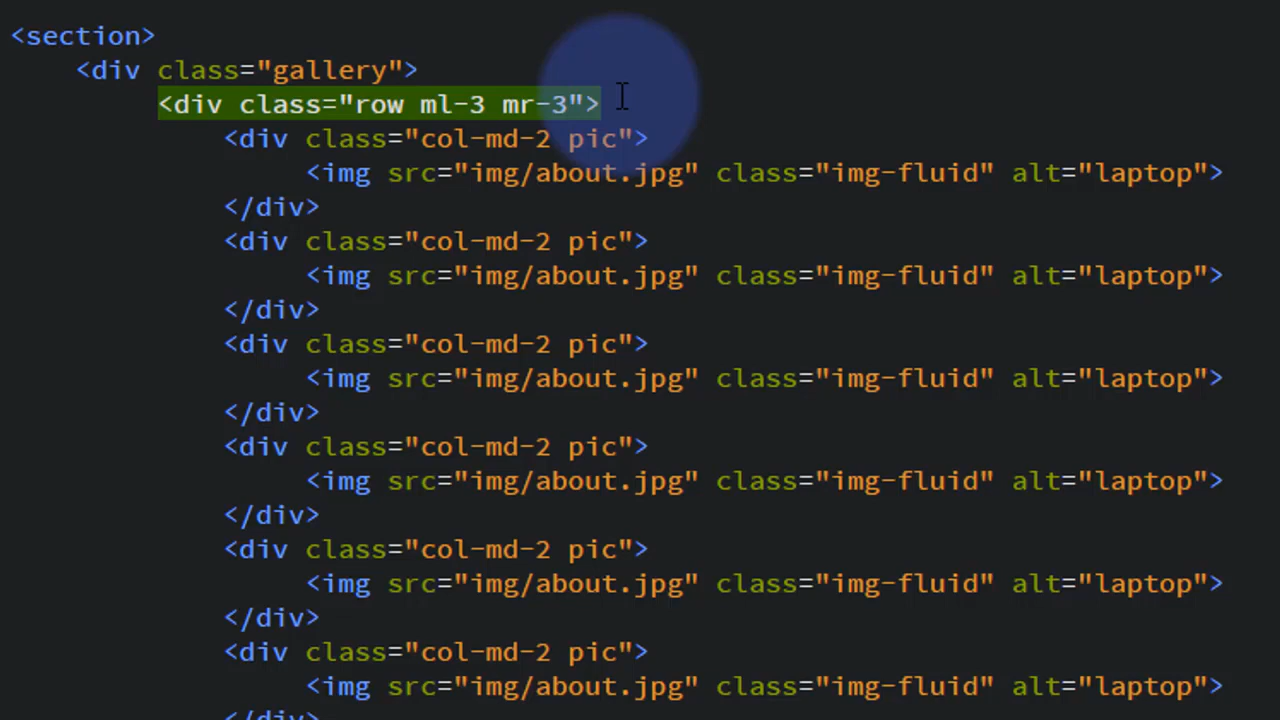 <section>
<div class="gallery">
<div class="row ml-3 mr-3">
<div class="col-md-2 pic">
<img src="img/about.jpg" class="img-fluid" alt="laptop">
</div>
<div class="col-md-2 pic">
<img src="img/about.jpg" class="img-fluid" alt="laptop">
</div>
<div class="col-md-2 pic">
<img src="img/about.jpg" class="img-fluid" alt="laptop">
</div>
<div class="col-md-2 pic">
<img src="img/about.jpg" class="img-fluid" alt="laptop">
</div>
<div class="col-md-2 pic">
<img src="img/about.jpg" class="img-fluid" alt="laptop">
</div>
<div class="col-md-2 pic">
<img src="img/about.jpg" class="img-fluid" alt="laptop">
</div>